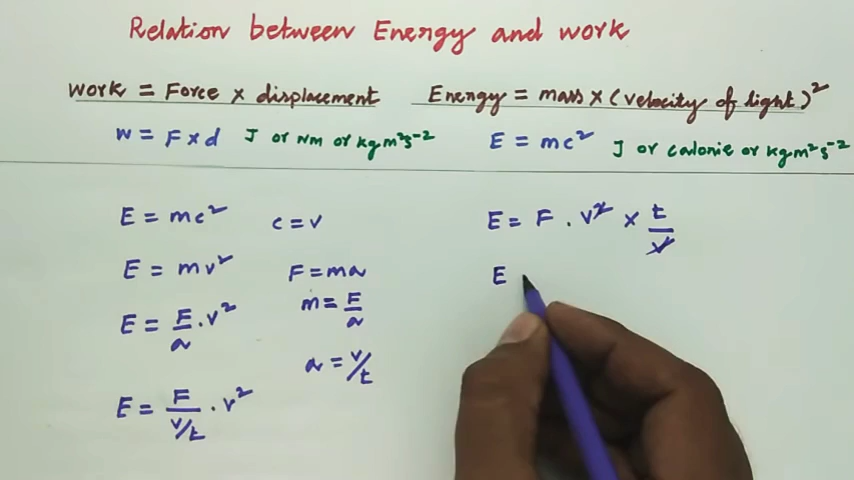 Relation between Energy and work
Work = Force × displacement
W = F × d J or Nm or kgm²s⁻²
Energy = mass × (velocity of light)²
E = mc² J or calorie or kgm²s⁻²
E = mc² c = v
E = mv² F = ma
m = F/a
E = F/a . v²
a = v/t
E = F/v/t . v²
E = F . v² × t/v
E